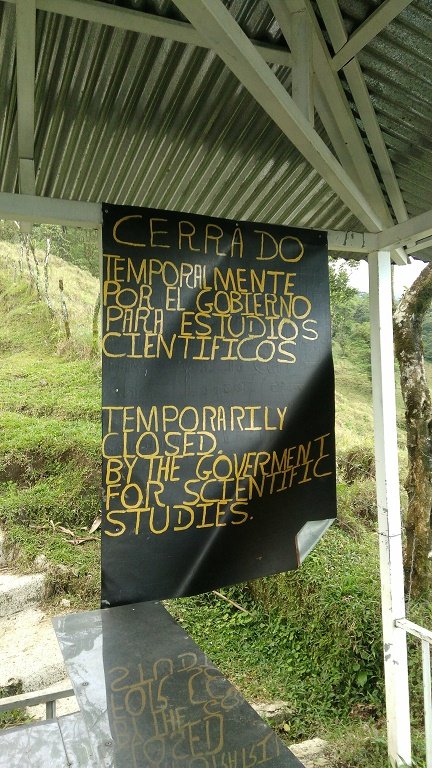 CERRADO
TEMPORALMENTE
POR EL GOBIERNO
PARA ESTUDIOS
CIENTIFICOS
TEMPORARILY
CLOSED.
BY THE GOVERMENT
FOR SCIENTIFIC
STUDIES.